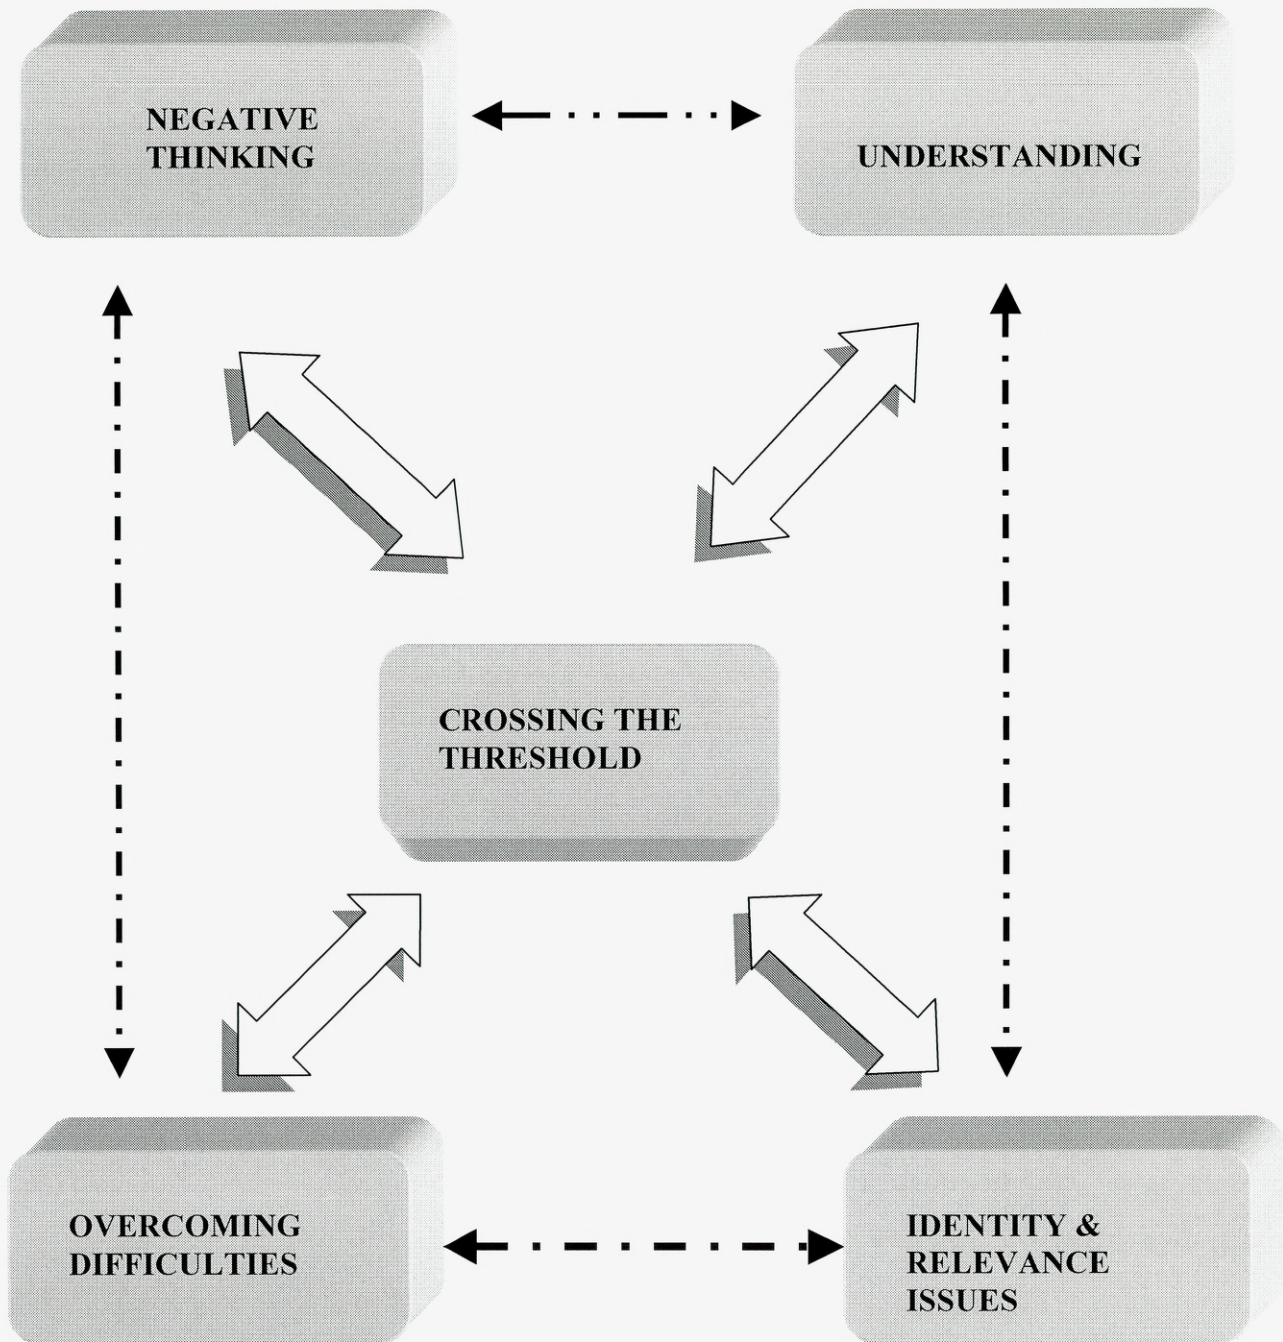 NEGATIVE
THINKING
UNDERSTANDING
CROSSING THE
THRESHOLD
OVERCOMING
DIFFICULTIES
IDENTITY &
RELEVANCE
ISSUES